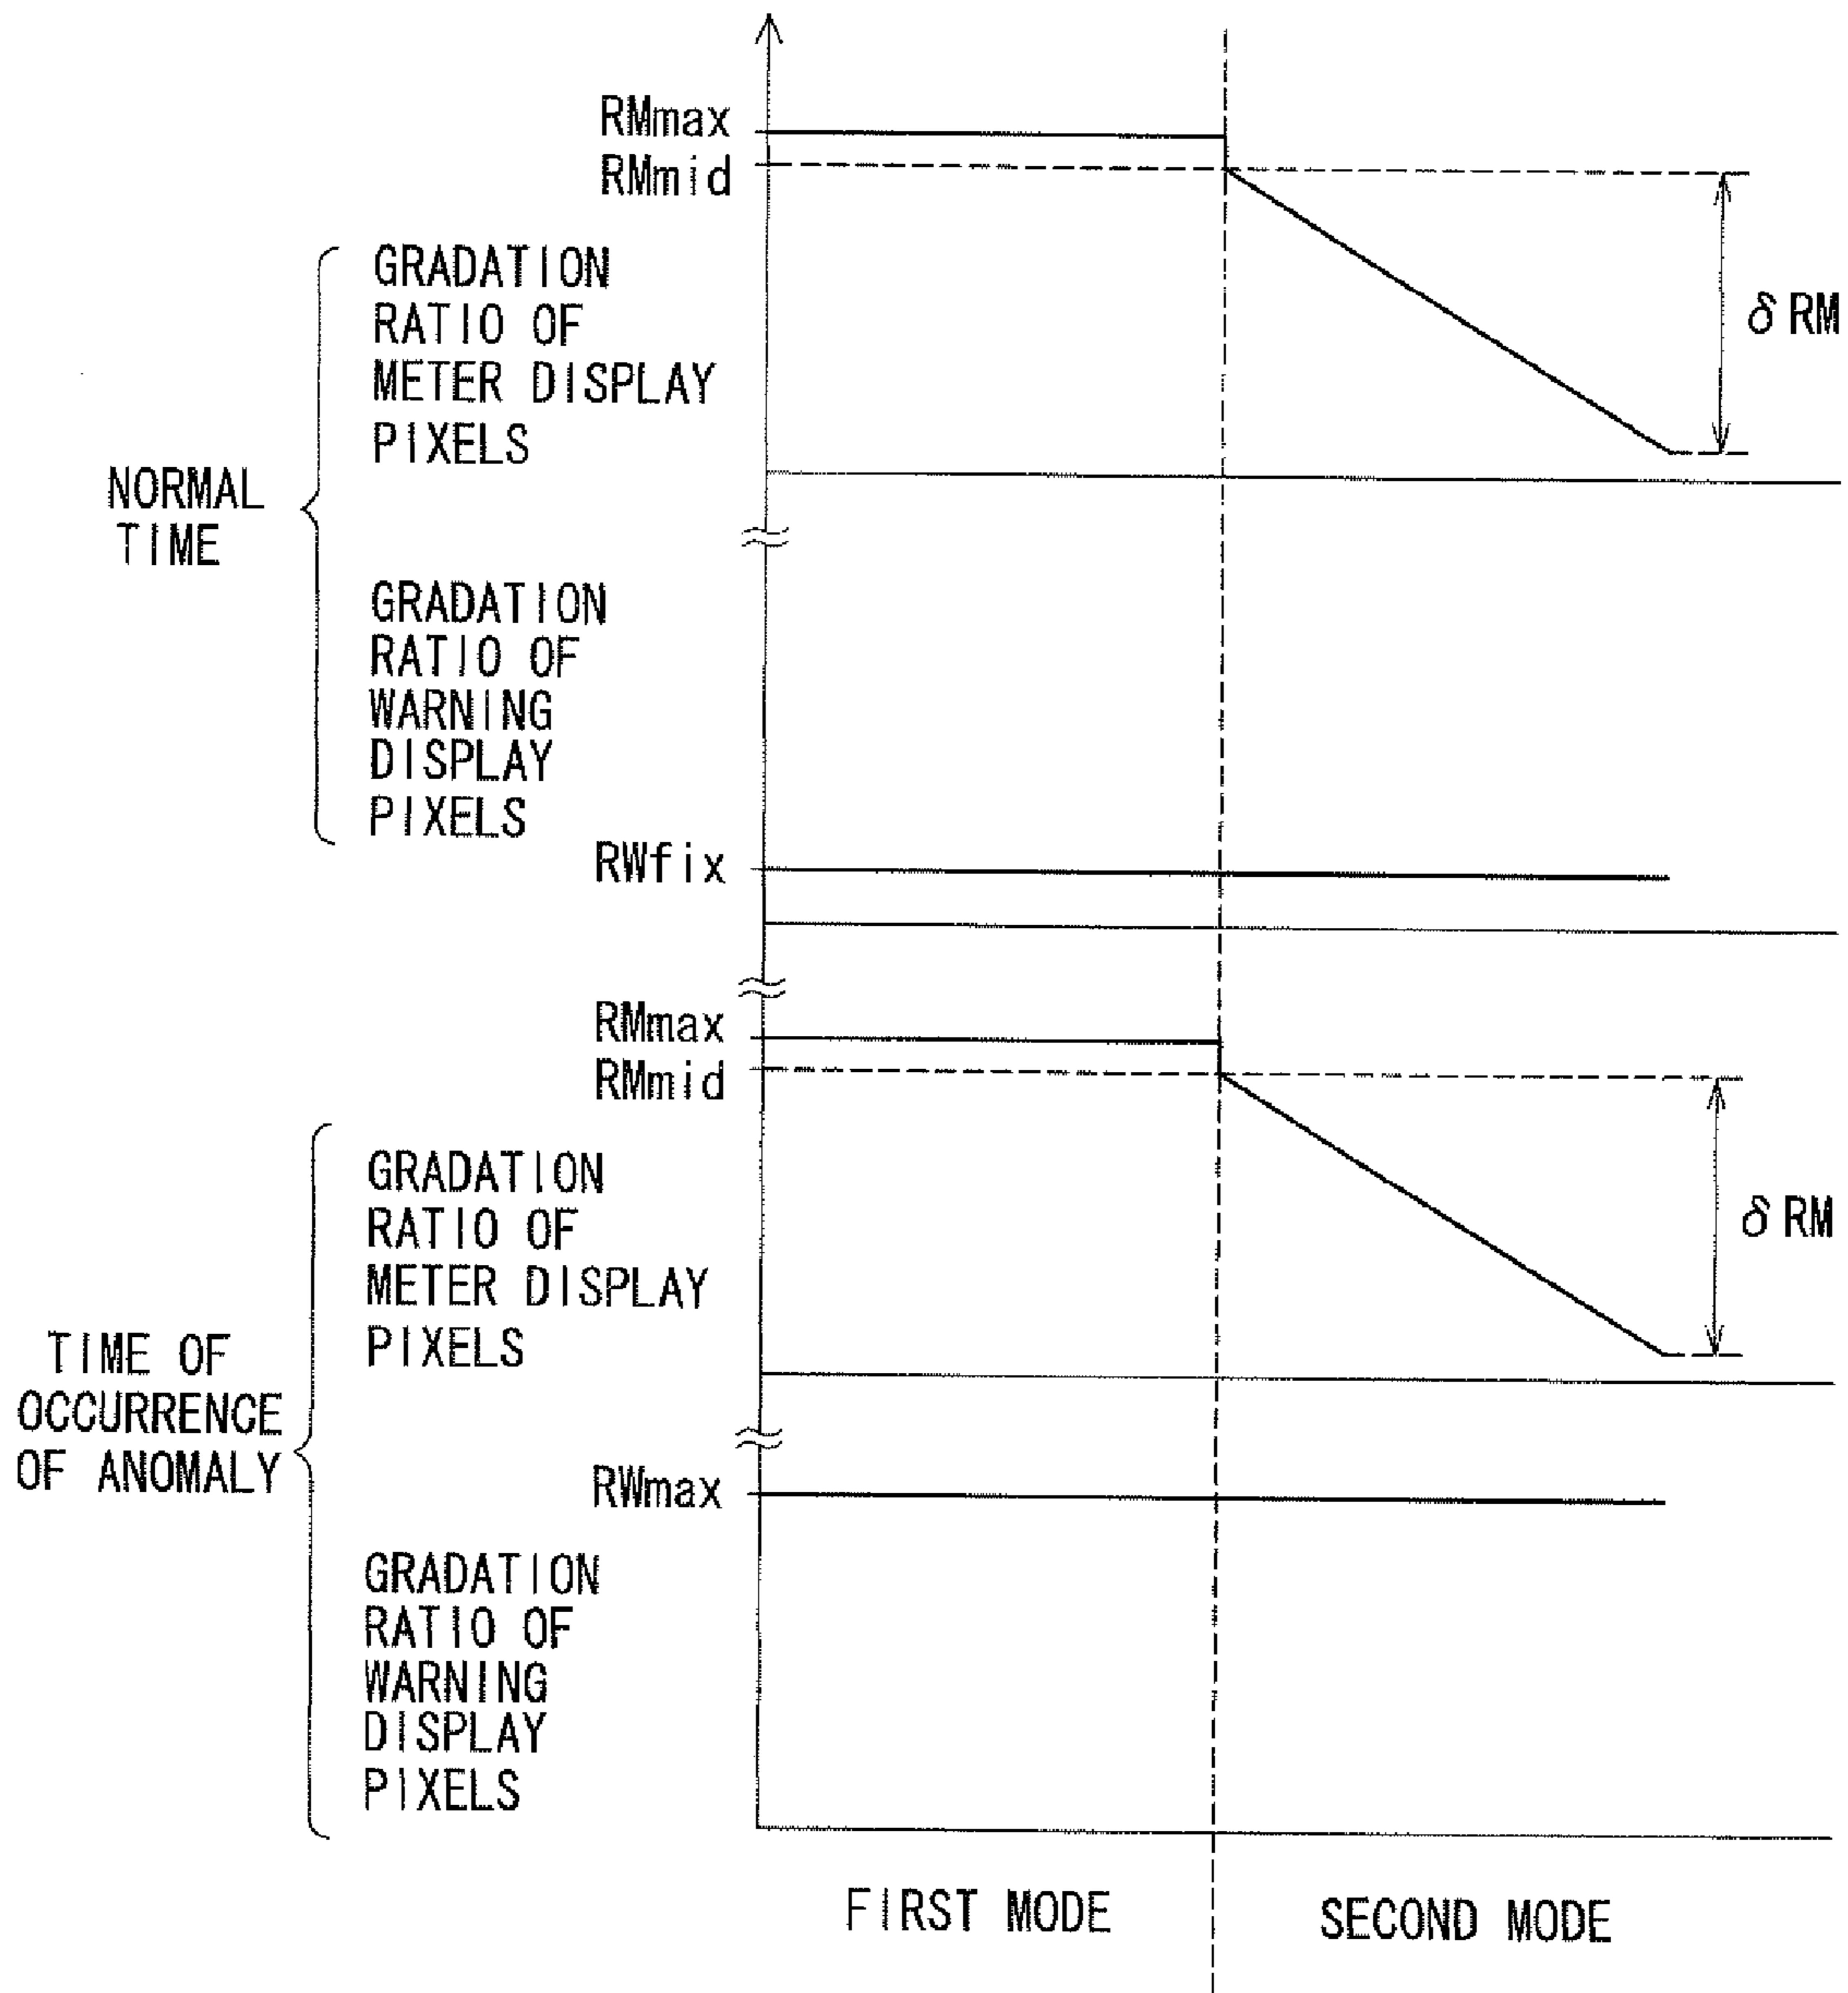 RMmax
RMmid
GRADATION
RATIO OF
METER DISPLAY
PIXELS
δRM
NORMAL
TIME
GRADATION
RATIO OF
WARNING
DISPLAY
PIXELS
RWfix
RMmax
RMmid
GRADATION
RATIO OF
METER DISPLAY
PIXELS
δRM
TIME OF
OCCURRENCE
OF ANOMALY
RWmax
GRADATION
RATIO OF
WARNING
DISPLAY
PIXELS
FIRST MODE
SECOND MODE